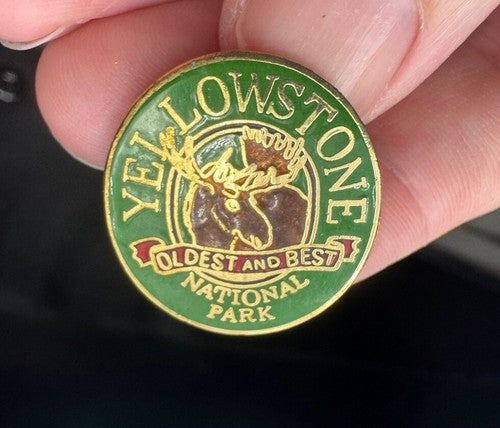 YELLOWSTONE
OLDEST AND BEST
NATIONAL
PARK